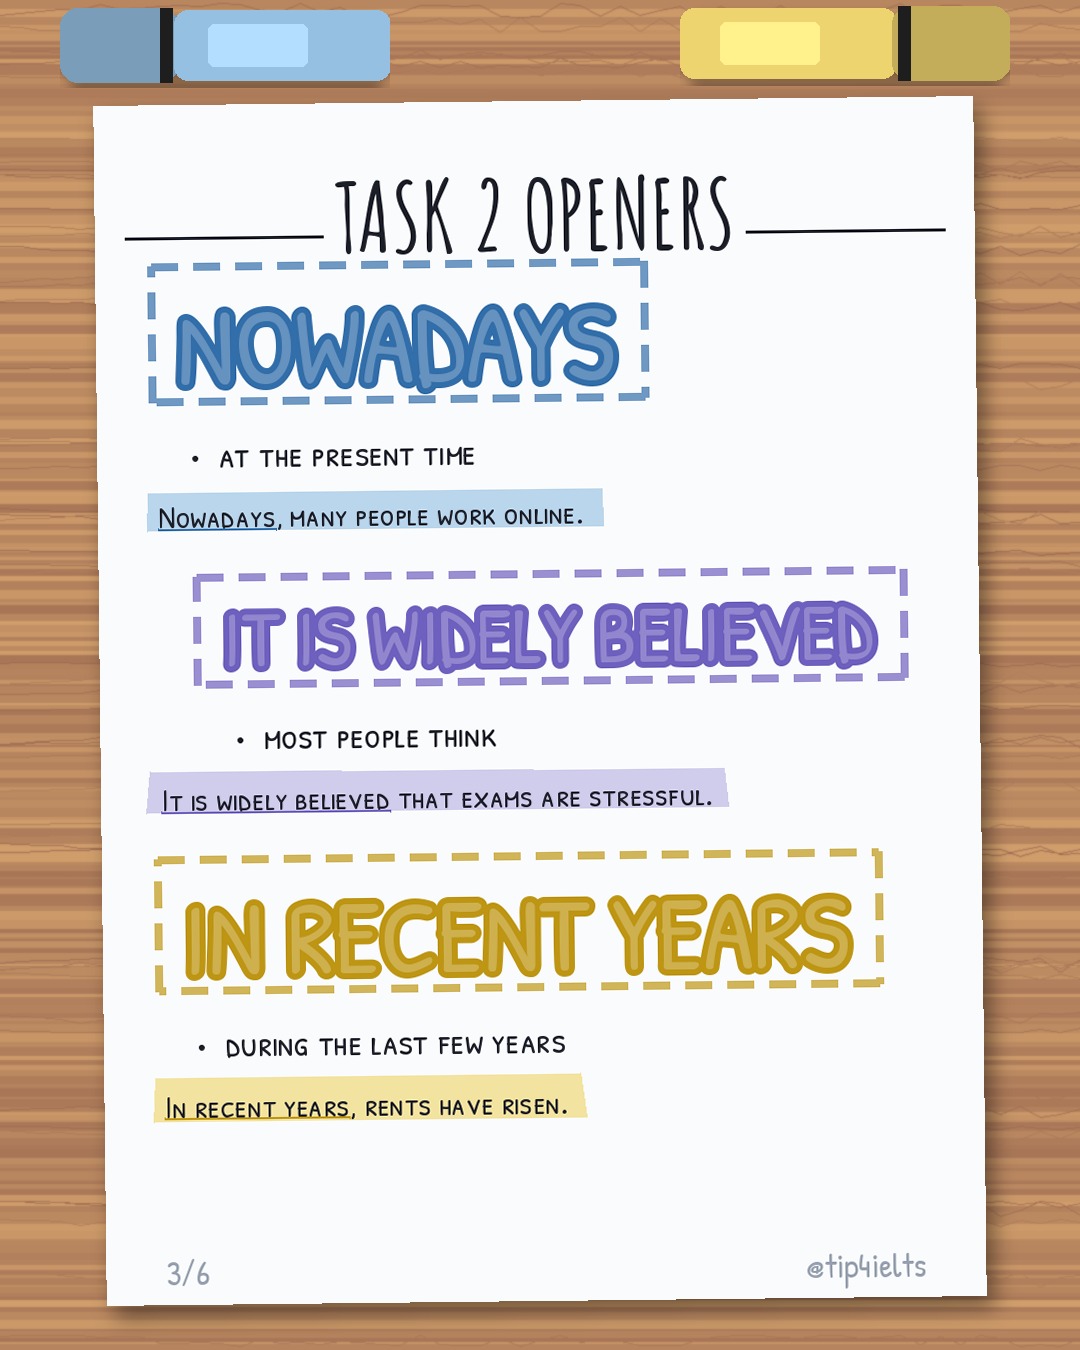 TASK 2 OPENERS
NOWADAYS
• AT THE PRESENT TIME
NOWADAYS, MANY PEOPLE WORK ONLINE.
IT IS WIDELY BELIEVED
• MOST PEOPLE THINK
IT IS WIDELY BELIEVED THAT EXAMS ARE STRESSFUL.
IN RECENT YEARS
• DURING THE LAST FEW YEARS
IN RECENT YEARS, RENTS HAVE RISEN.
3/6
@tip4ielts